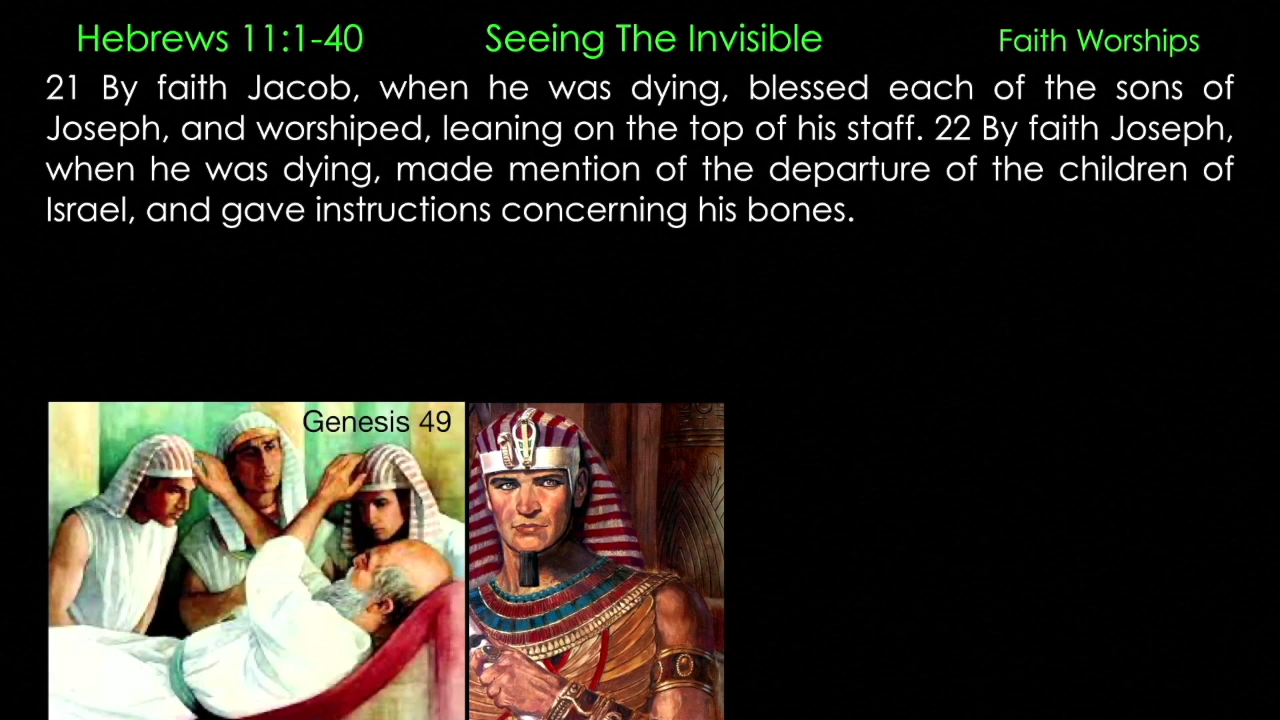 Hebrews 11:1-40 Seeing The Invisible Faith Worships
21 By faith Jacob, when he was dying, blessed each of the sons of
Joseph, and worshiped, leaning on the top of his staff. 22 By faith Joseph,
when he was dying, made mention of the departure of the children of
Israel, and gave instructions concerning his bones.
Genesis 49